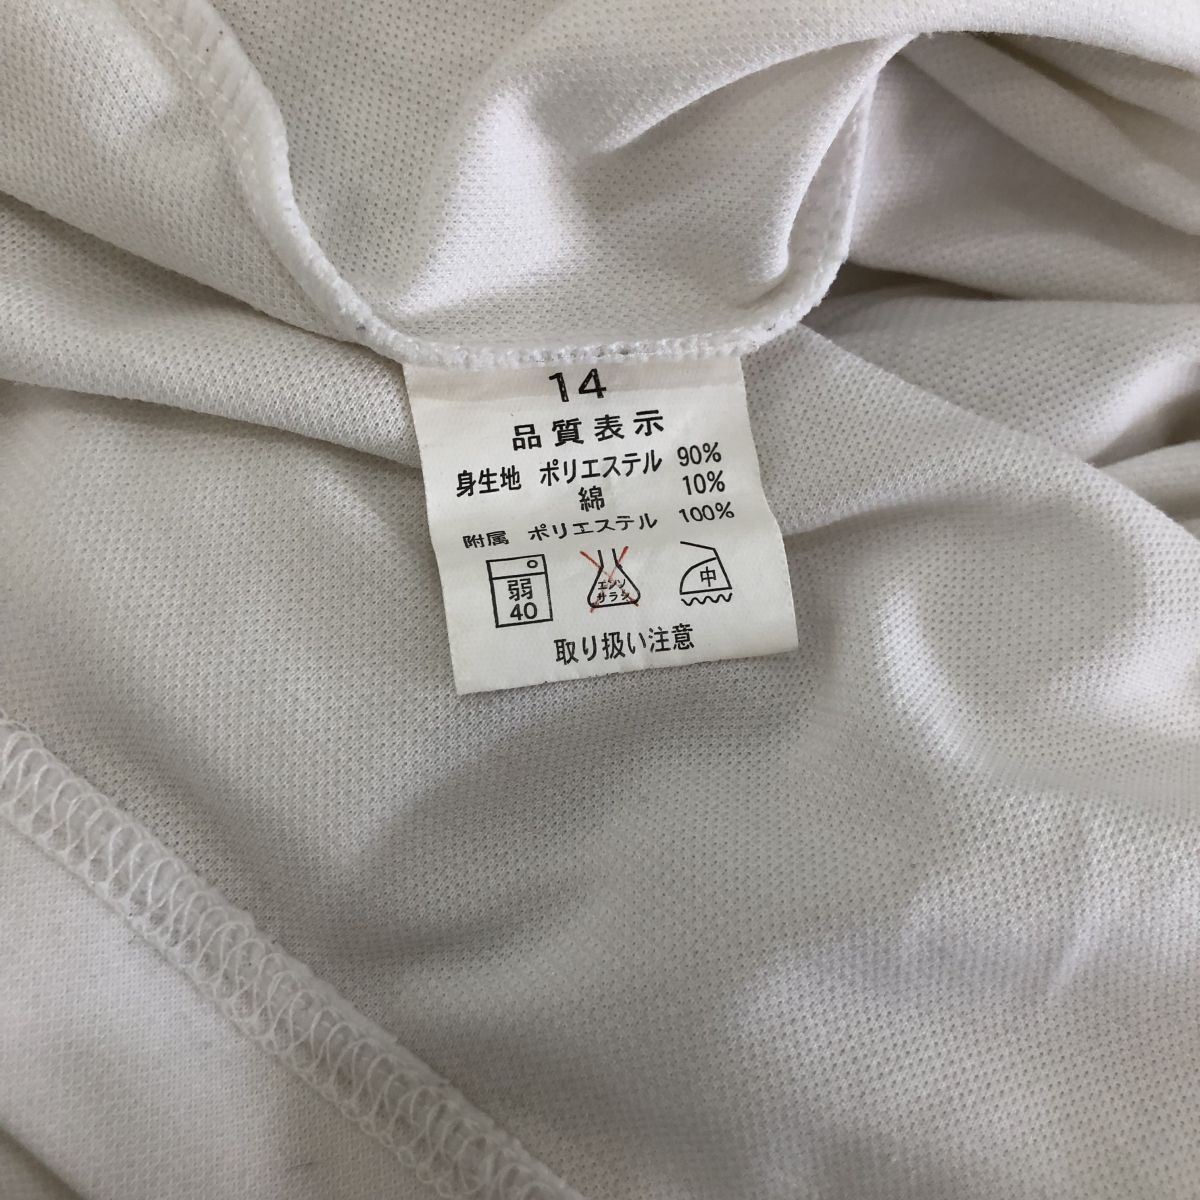 14
品質表示
身生地 ポリエステル 90%
綿 10%
附属 ポリエステル 100%
弱
40
エンソ
サラシ
中
取り扱い注意